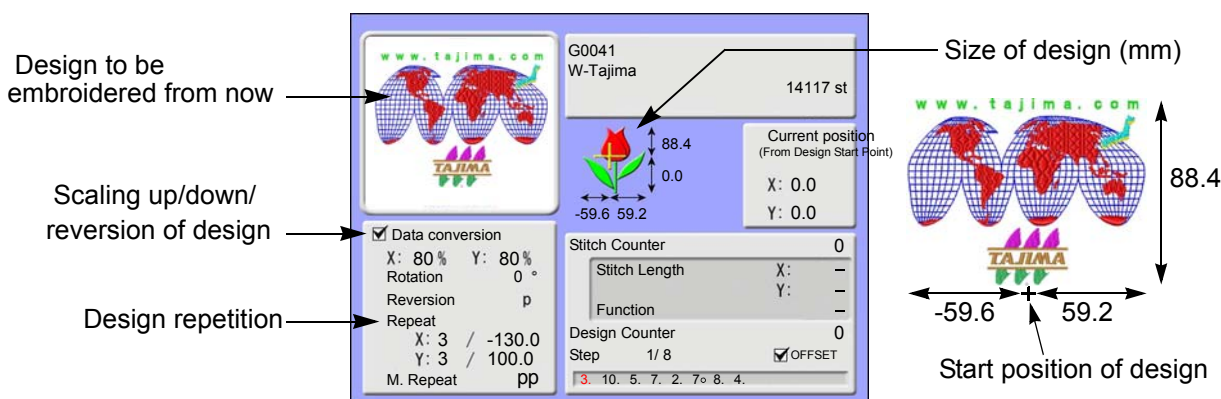 Design to be
embroidered from now
Scaling up/down/
reversion of design
Design repetition
www.tajima.com
TAJIMA
G0041
W-Tajima
14117 st
88.4
0.0
-59.6 59.2
Current position
(From Design Start Point)
X: 0.0
Y: 0.0
Data conversion
X: 80% Y: 80%
Rotation 0 °
Reversion p
Repeat
X: 3 / -130.0
Y: 3 / 100.0
M. Repeat pp
Stitch Counter 0
Stitch Length X: –
Y: –
Function –
Design Counter 0
Step 1/ 8 OFFSET
3. 10. 5. 7. 2. 7○ 8. 4.
Size of design (mm)
www.tajima.com
TAJIMA
88.4
-59.6 59.2
Start position of design